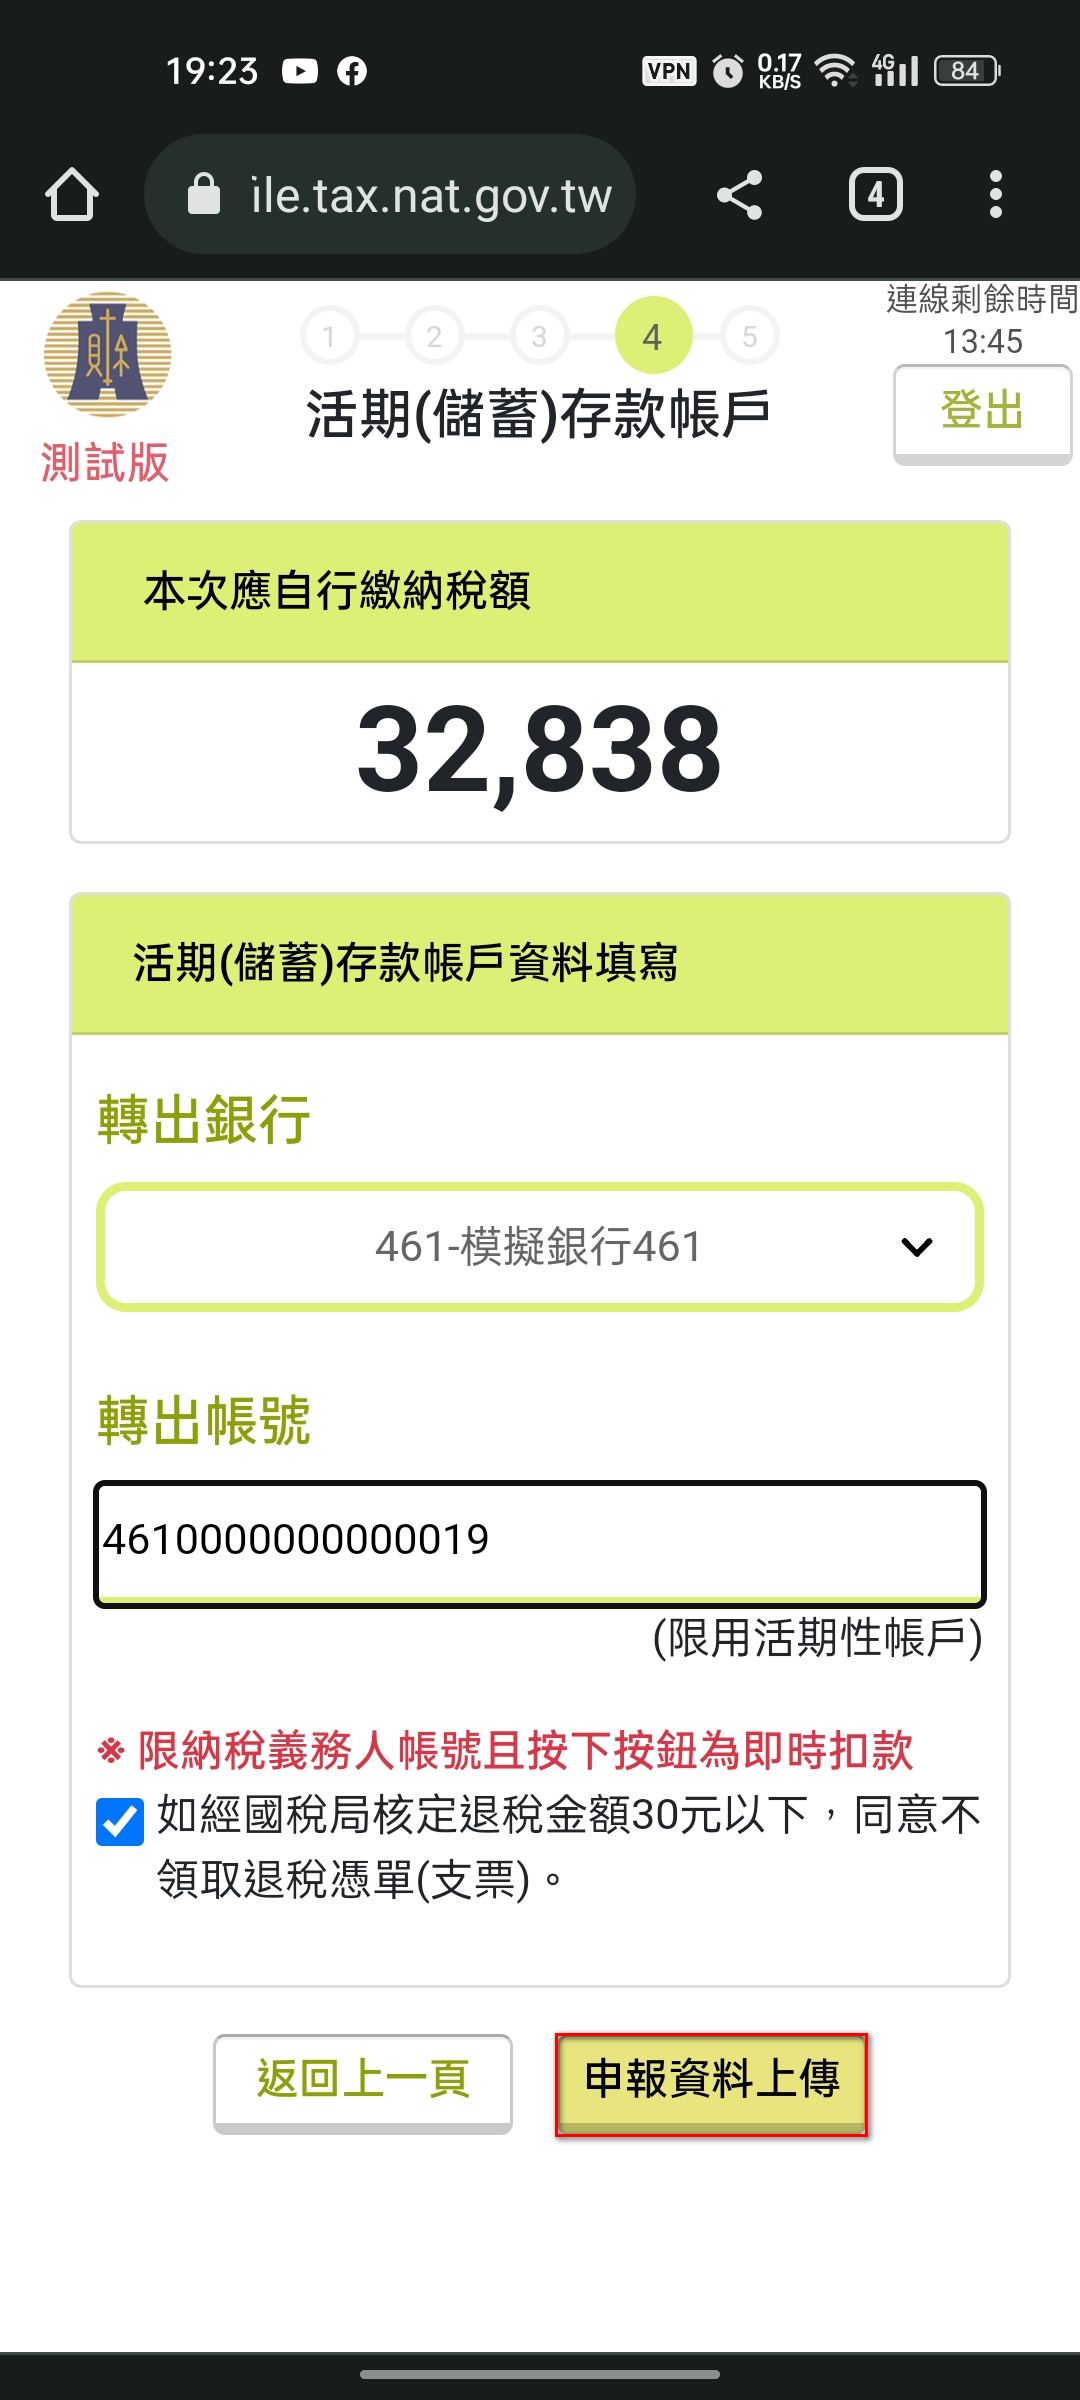 19:23
VPN
0.17
KB/S
4G
84
ile.tax.nat.gov.tw
4
連線剩餘時間
13:45
登出
1
2
3
4
5
活期(儲蓄)存款帳戶
測試版
本次應自行繳納稅額
32,838
活期(儲蓄)存款帳戶資料填寫
轉出銀行
461-模擬銀行461
轉出帳號
4610000000000019
(限用活期性帳戶)
※ 限納稅義務人帳號且按下按鈕為即時扣款
如經國稅局核定退稅金額30元以下，同意不
領取退稅憑單(支票)。
返回上一頁
申報資料上傳